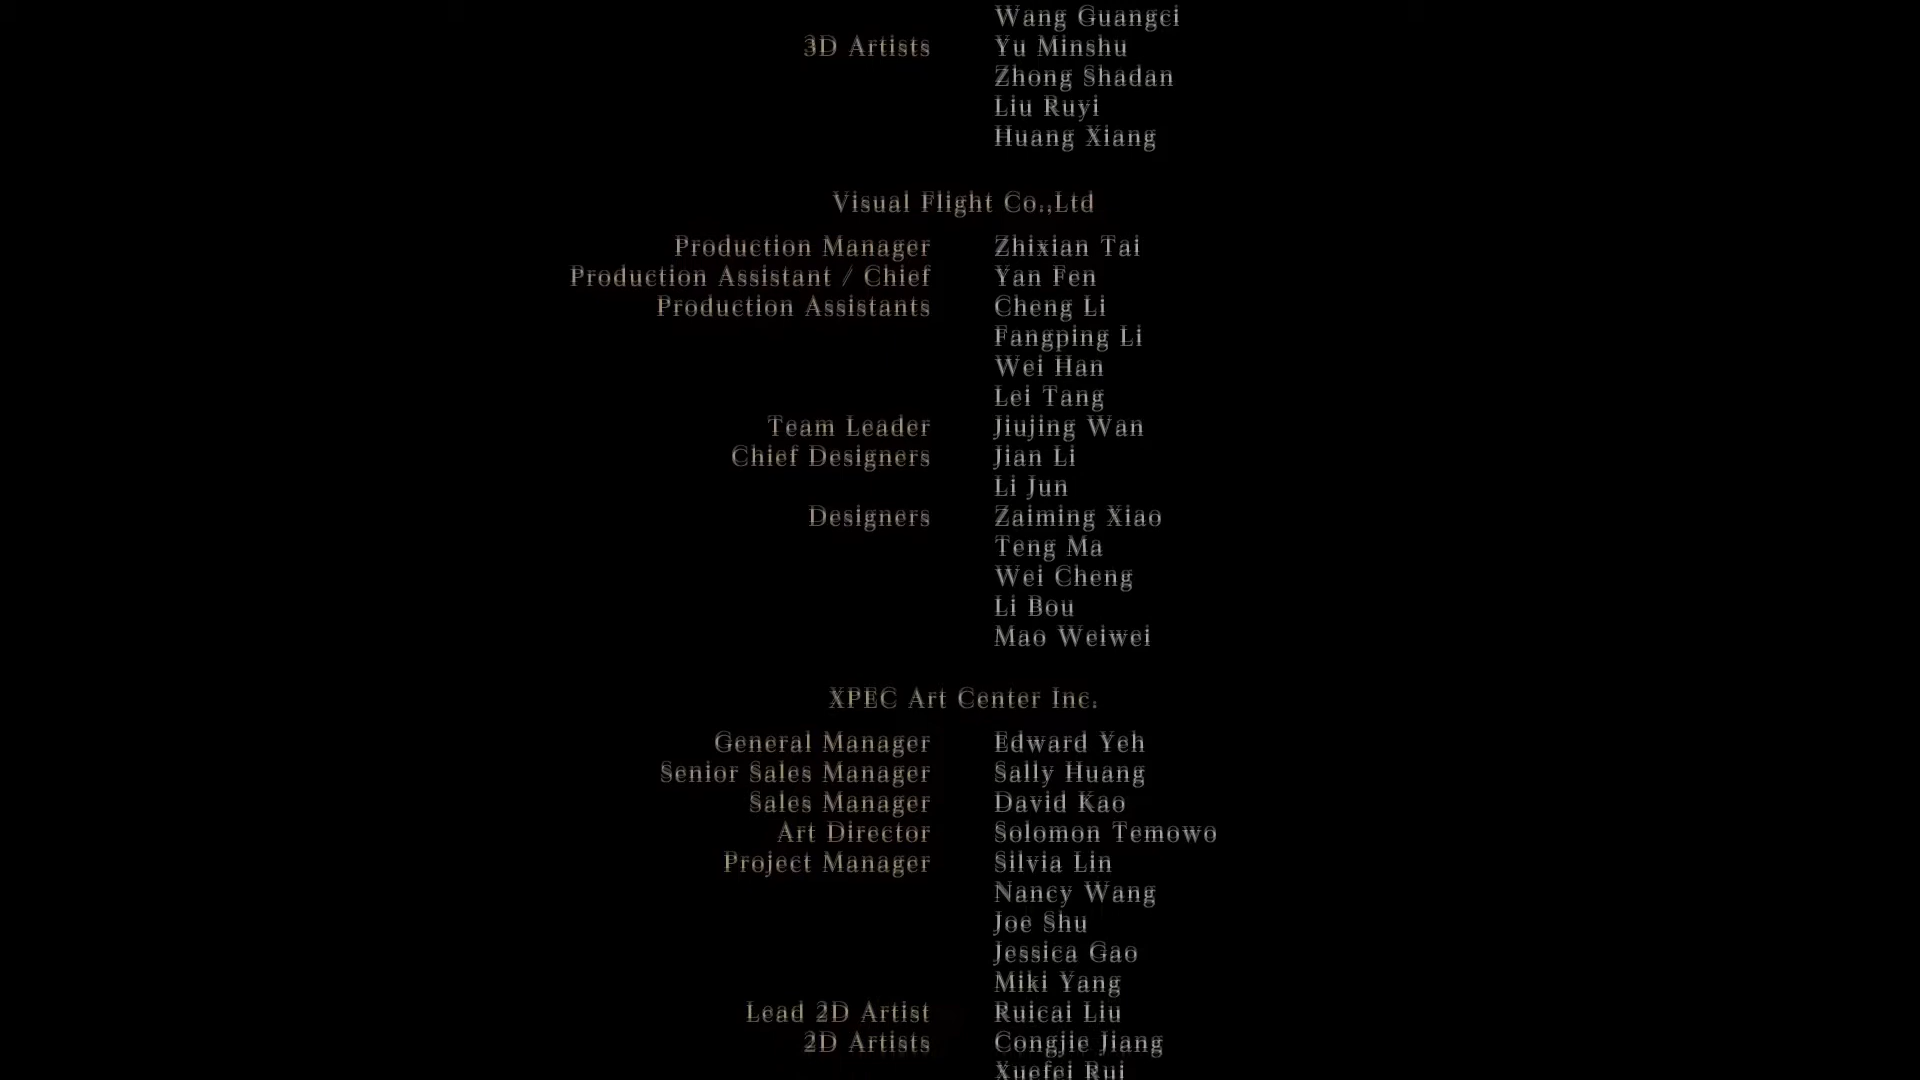 Wang Guangci
3D Artists Yu Minshu
Zhong Shadan
Liu Ruyi
Huang Xiang
Visual Flight Co.,Ltd
Production Manager Zhixian Tai
Production Assistant / Chief Yan Fen
Production Assistants Cheng Li
Fangping Li
Wei Han
Lei Tang
Team Leader Jiujing Wan
Chief Designers Jian Li
Li Jun
Designers Zaiming Xiao
Teng Ma
Wei Cheng
Li Bou
Mao Weiwei
XPEC Art Center Inc.
General Manager Edward Yeh
Senior Sales Manager Sally Huang
Sales Manager David Kao
Art Director Solomon Temowo
Project Manager Silvia Lin
Nancy Wang
Joe Shu
Jessica Gao
Miki Yang
Lead 2D Artist Ruicai Liu
2D Artists Congjie Jiang
Xuefei Rui